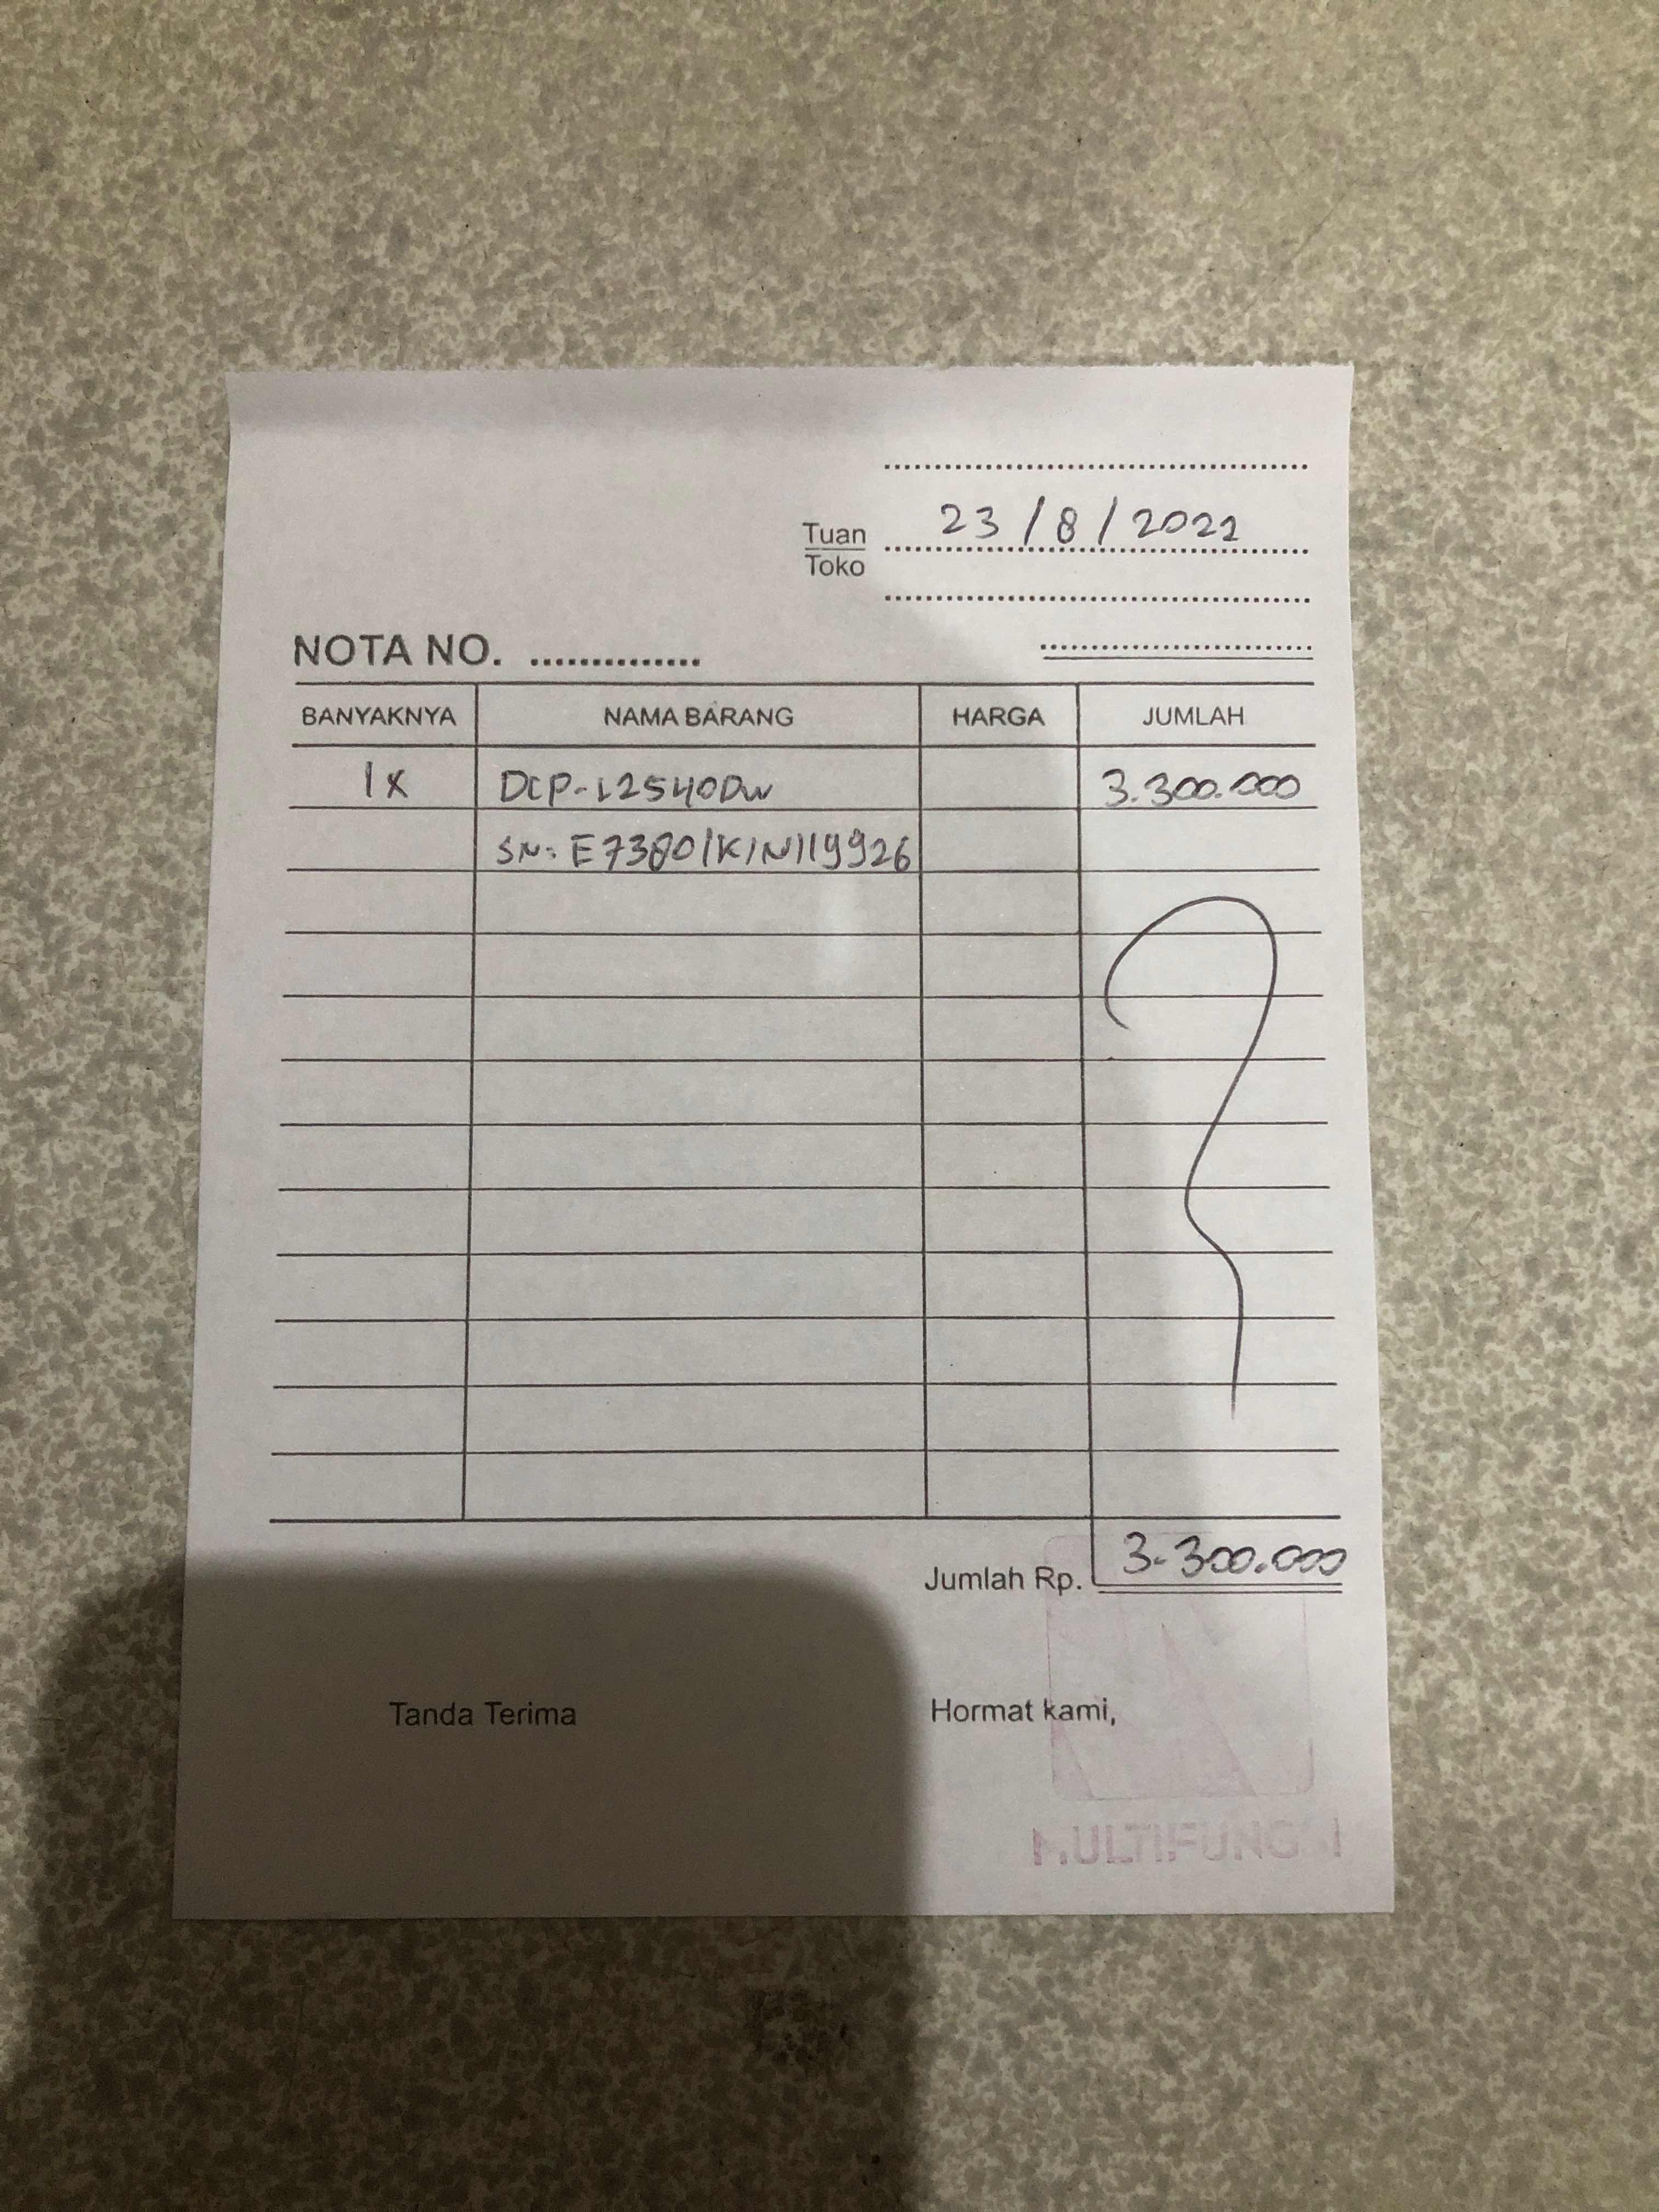 23/8/2022
Tuan
Toko
NOTA NO. ..............
BANYAKNYA NAMA BARANG HARGA JUMLAH
1x DCP-L2540DW 3.300.000
SN: E73801K1N119926
Jumlah Rp. 3.300.000
Tanda Terima Hormat kami,
MULTIFUNGSI